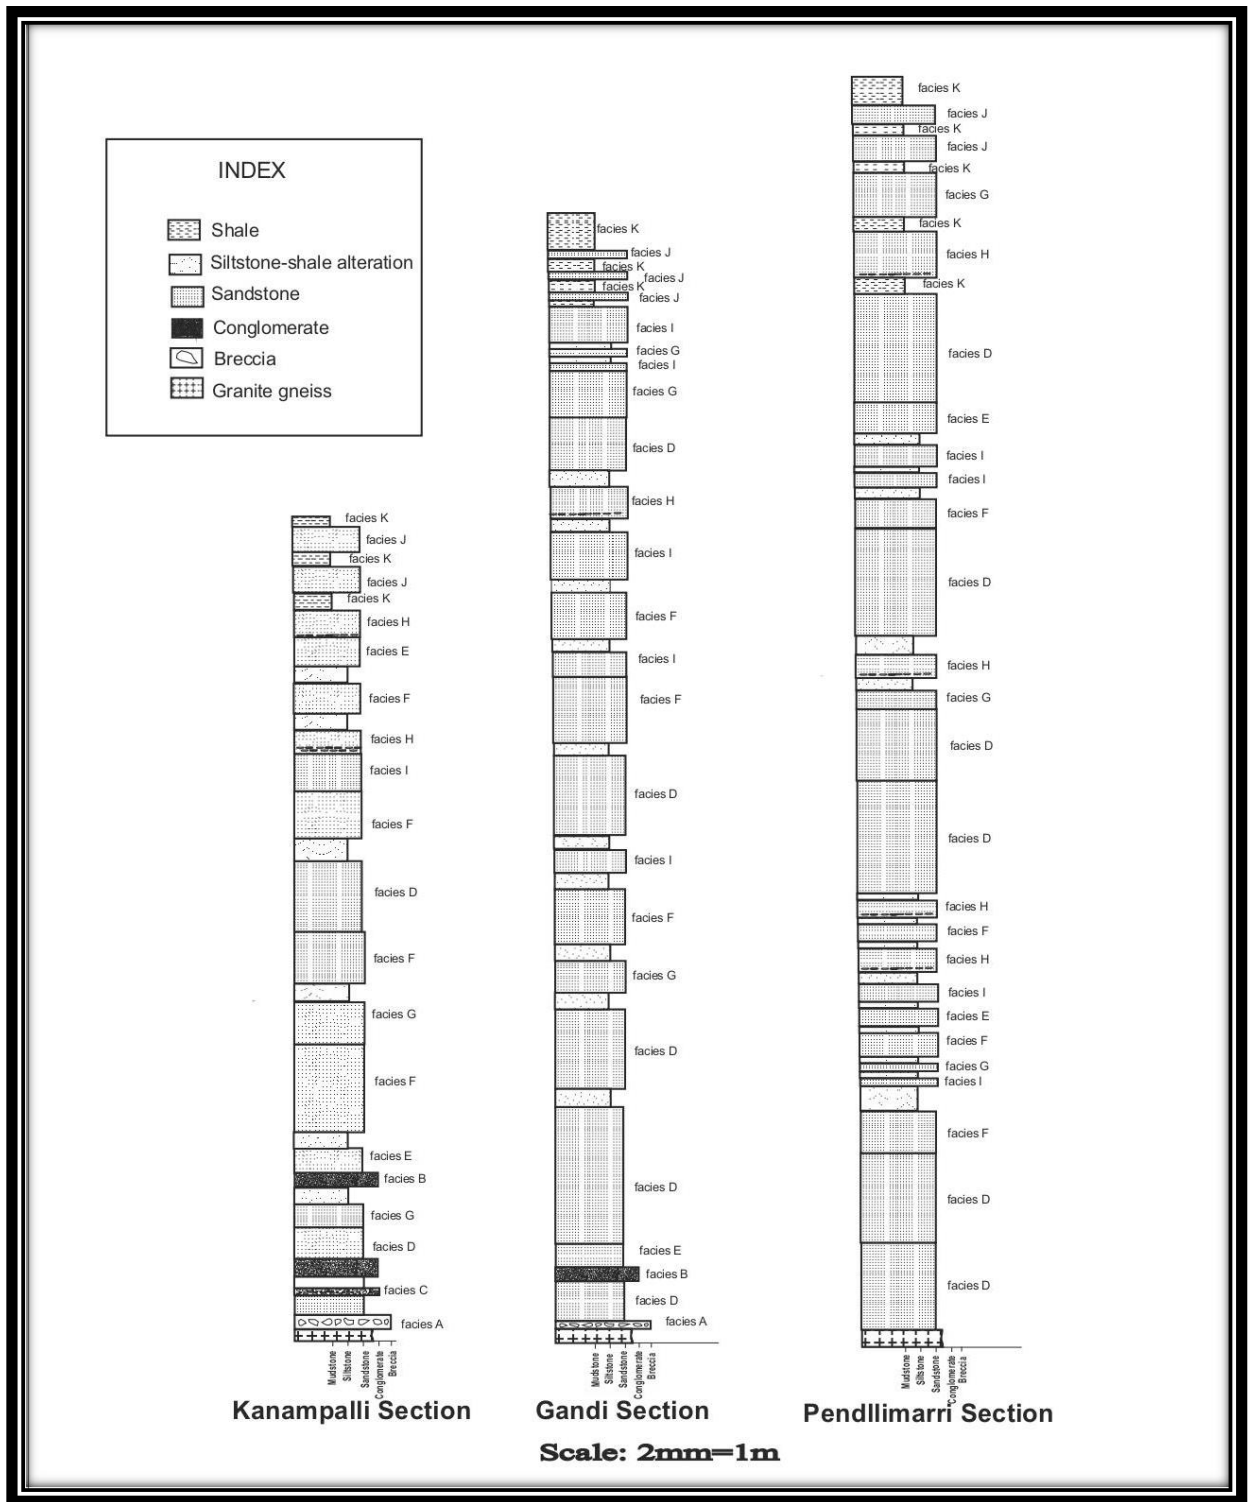 INDEX
Shale
Siltstone-shale alteration
Sandstone
Conglomerate
Breccia
Granite gneiss
facies K
facies J
facies K
facies J
facies K
facies H
facies E
facies F
facies H
facies I
facies F
facies D
facies F
facies G
facies F
facies E
facies B
facies G
facies D
facies C
facies A
Mudstone
Siltstone
Sandstone
Conglomerate
Breccia
Kanampalli Section
facies K
facies J
facies K
facies J
facies K
facies J
facies I
facies G
facies I
facies G
facies D
facies H
facies I
facies F
facies I
facies F
facies D
facies I
facies F
facies G
facies D
facies D
facies E
facies B
facies D
facies A
Mudstone
Siltstone
Sandstone
Conglomerate
Breccia
Gandi Section
facies K
facies J
facies K
facies J
facies K
facies G
facies K
facies H
facies K
facies D
facies E
facies I
facies I
facies F
facies D
facies H
facies G
facies D
facies D
facies H
facies F
facies H
facies I
facies E
facies F
facies G
facies I
facies F
facies D
facies D
Mudstone
Siltstone
Sandstone
Conglomerate
Breccia
Pendllimarri Section
Scale: 2mm=1m